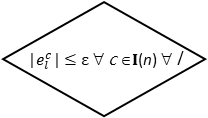 |e_l^c| ≤ ε ∀ c ∈ I(n) ∀ l